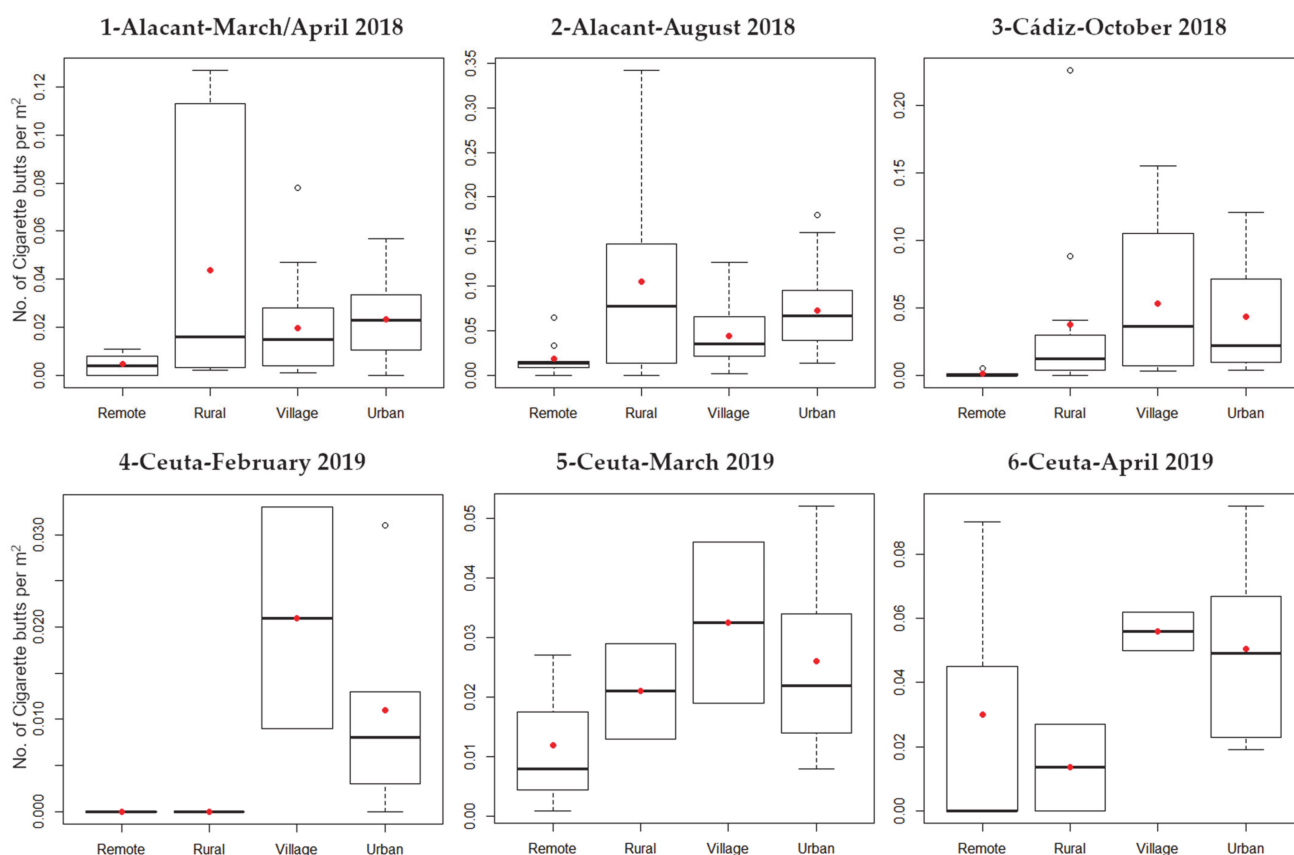 1-Alacant-March/April 2018
2-Alacant-August 2018
3-Cádiz-October 2018
No. of Cigarette butts per m²
0.12
0.10
0.08
0.06
0.04
0.02
0.00
Remote Rural Village Urban
0.35
0.30
0.25
0.20
0.15
0.10
0.05
0.00
Remote Rural Village Urban
0.20
0.15
0.10
0.05
0.00
Remote Rural Village Urban
4-Ceuta-February 2019
5-Ceuta-March 2019
6-Ceuta-April 2019
No. of Cigarette butts per m²
0.030
0.020
0.010
0.000
Remote Rural Village Urban
0.05
0.04
0.03
0.02
0.01
0.00
Remote Rural Village Urban
0.08
0.06
0.04
0.02
0.00
Remote Rural Village Urban